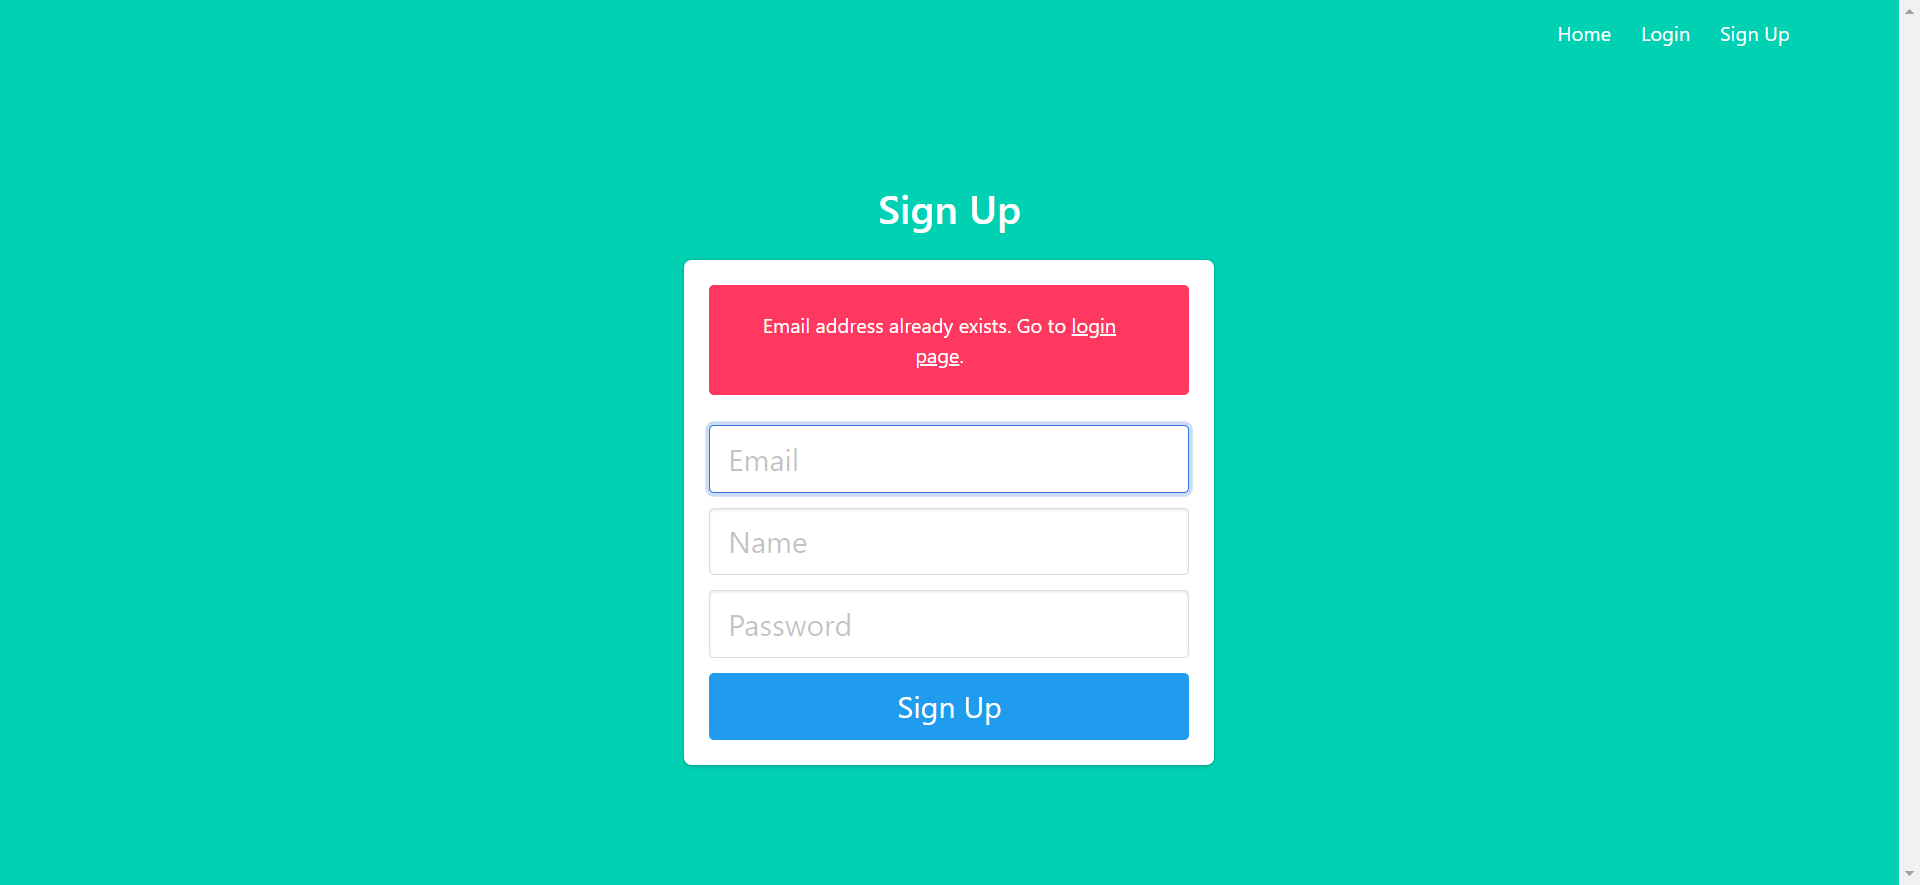 Home Login Sign Up
Sign Up
Email address already exists. Go to login
page.
Email
Name
Password
Sign Up